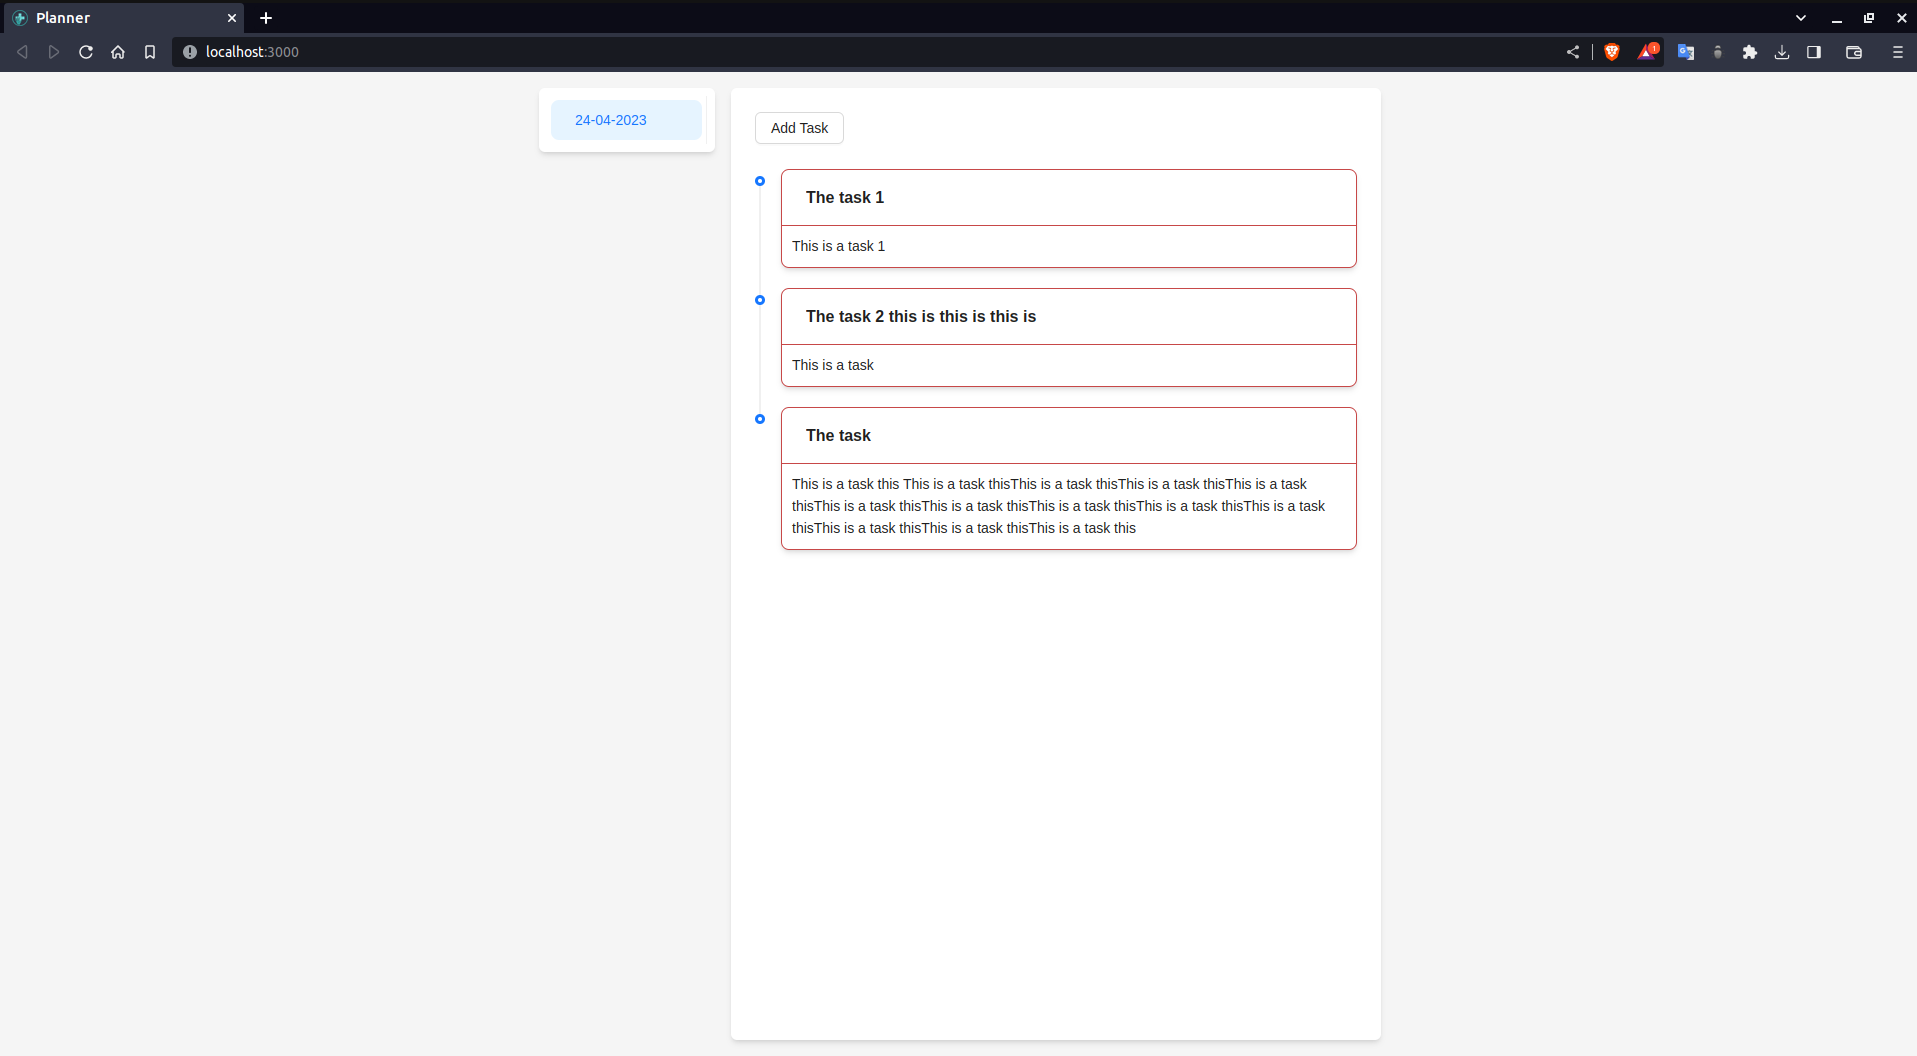 Planner
localhost:3000
1
24-04-2023
Add Task
The task 1
This is a task 1
The task 2 this is this is this is
This is a task
The task
This is a task this This is a task thisThis is a task thisThis is a task thisThis is a task
thisThis is a task thisThis is a task thisThis is a task thisThis is a task thisThis is a task
thisThis is a task thisThis is a task thisThis is a task this